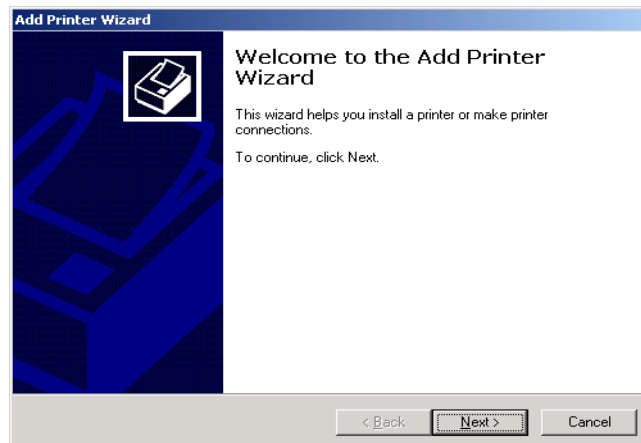 Add Printer Wizard
Welcome to the Add Printer
Wizard
This wizard helps you install a printer or make printer
connections.
To continue, click Next.
< Back
Next >
Cancel